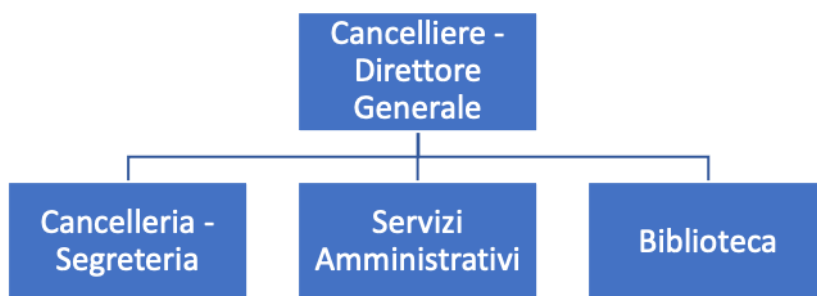 Cancelliere -
Direttore
Generale
Cancelleria -
Segreteria
Servizi
Amministrativi
Biblioteca